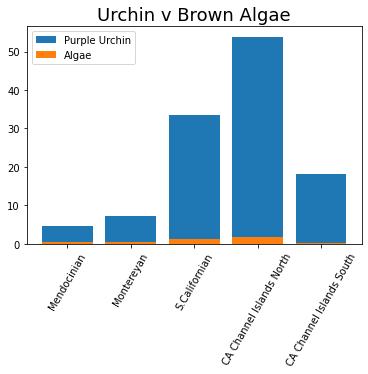 Urchin v Brown Algae
Purple Urchin
Algae
50
40
30
20
10
0
Mendocinian
Montereyan
S.Californian
CA Channel Islands North
CA Channel Islands South